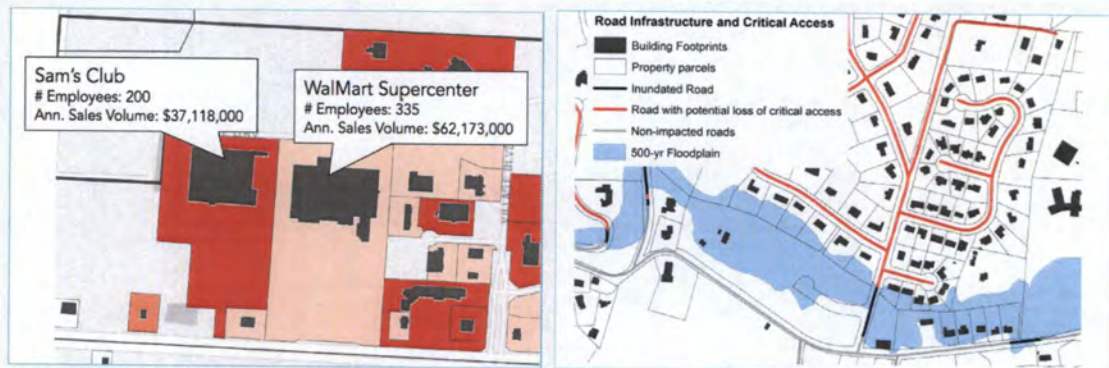 Sam's Club
# Employees: 200
Ann. Sales Volume: $37,118,000
WalMart Supercenter
# Employees: 335
Ann. Sales Volume: $62,173,000
Road Infrastructure and Critical Access
Building Footprints
Property parcels
Inundated Road
Road with potential loss of critical access
Non-impacted roads
500-yr Floodplain